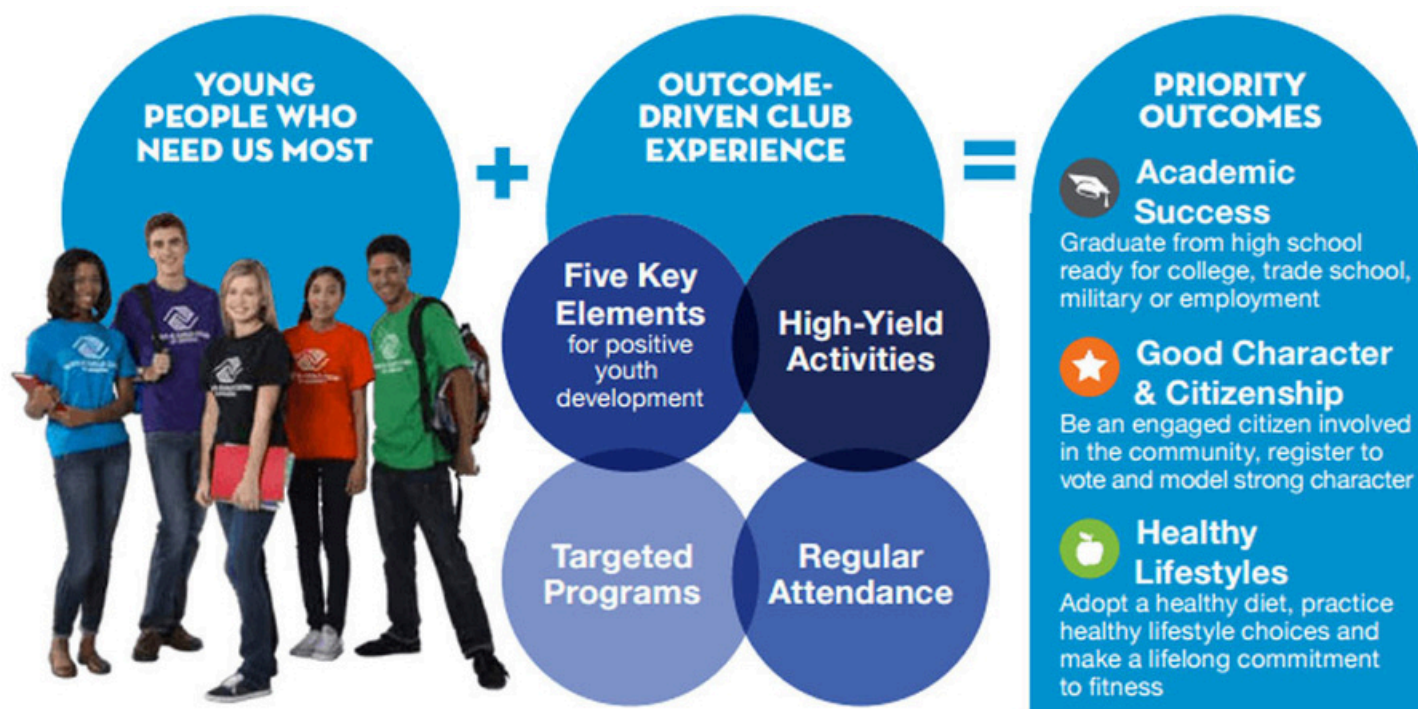 YOUNG
PEOPLE WHO
NEED US MOST
+
OUTCOME-
DRIVEN CLUB
EXPERIENCE
Five Key
Elements
for positive
youth
development
High-Yield
Activities
Targeted
Programs
Regular
Attendance
=
PRIORITY
OUTCOMES
Academic
Success
Graduate from high school
ready for college, trade school,
military or employment
Good Character
& Citizenship
Be an engaged citizen involved
in the community, register to
vote and model strong character
Healthy
Lifestyles
Adopt a healthy diet, practice
healthy lifestyle choices and
make a lifelong commitment
to fitness